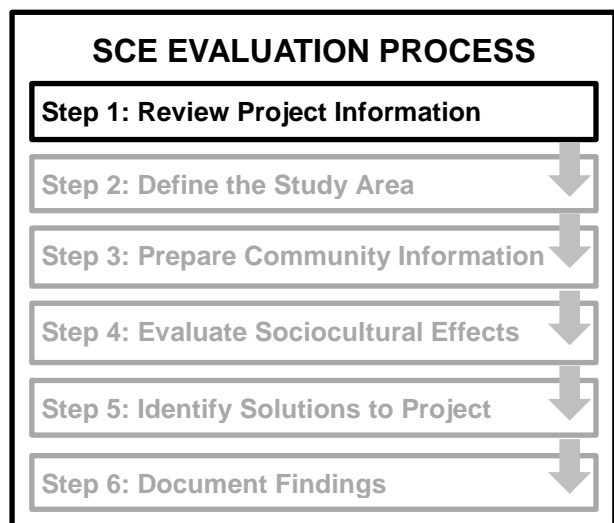 SCE EVALUATION PROCESS
Step 1: Review Project Information
Step 2: Define the Study Area
Step 3: Prepare Community Information
Step 4: Evaluate Sociocultural Effects
Step 5: Identify Solutions to Project
Step 6: Document Findings